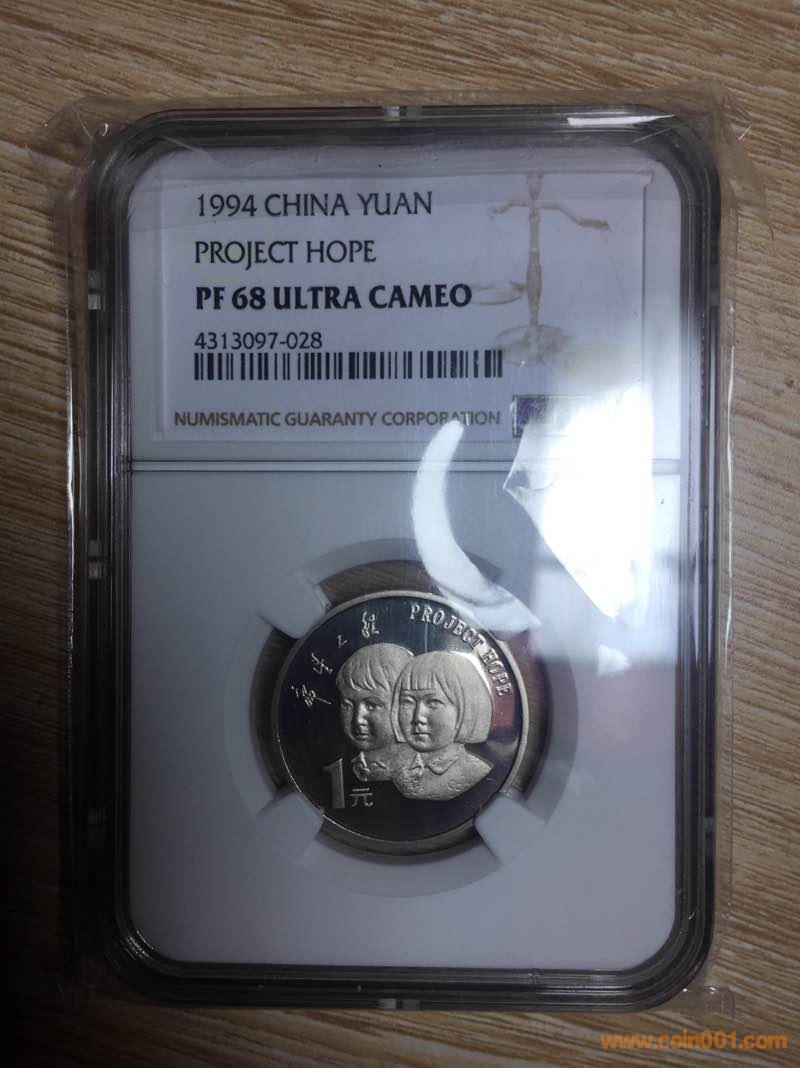 1994 CHINA YUAN
PROJECT HOPE
PF 68 ULTRA CAMEO
4313097-028
NUMISMATIC GUARANTY CORPORATION
PROJECT HOPE
1元
www.coin001.com